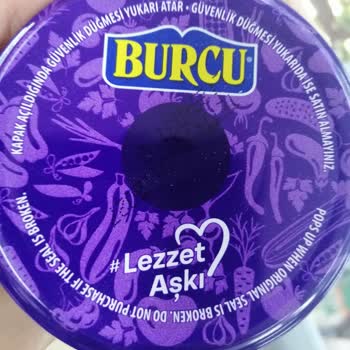 KAPAK AÇILDIĞINDA GÜVENLİK DÜĞMESİ YUKARI ATAR • GÜVENLİK DÜĞMESİ YUKARIDA İSE SATIN ALMAYINIZ.
BURCU
#Lezzet
Aşkı
POPS UP WHEN ORIGINAL SEAL IS BROKEN. DO NOT PURCHASE IF THE SEAL IS BROKEN.